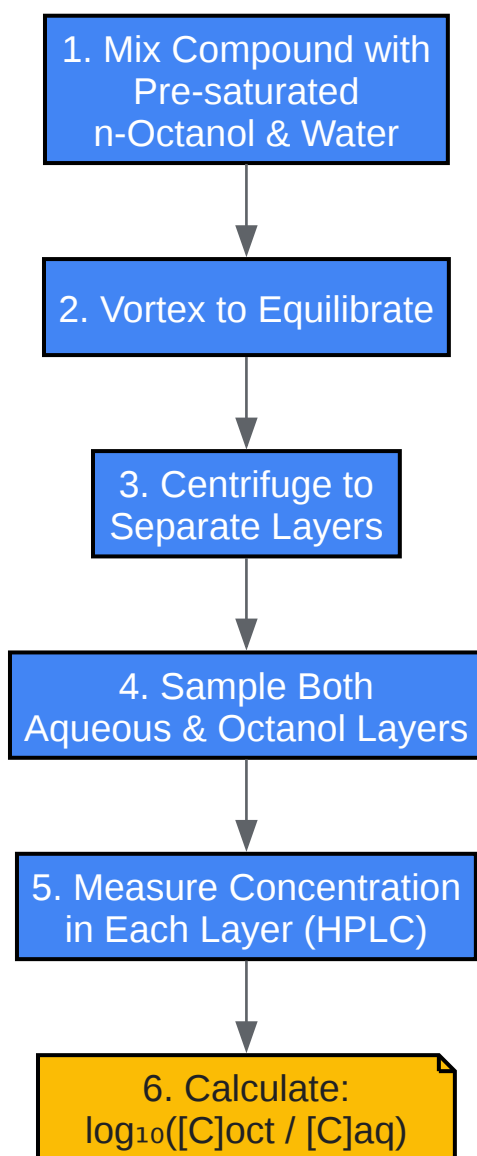 1. Mix Compound with
Pre-saturated
n-Octanol & Water
2. Vortex to Equilibrate
3. Centrifuge to
Separate Layers
4. Sample Both
Aqueous & Octanol Layers
5. Measure Concentration
in Each Layer (HPLC)
6. Calculate:
log₁₀([C]oct / [C]aq)